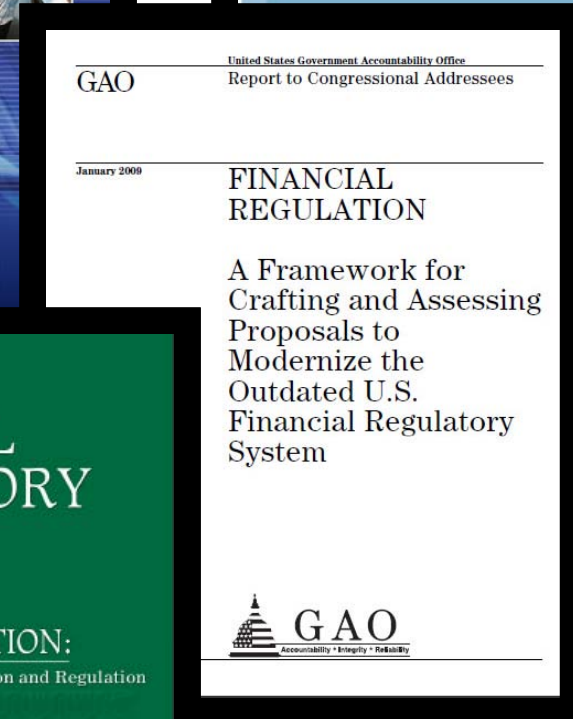 United States Government Accountability Office
GAO
Report to Congressional Addressees
January 2009
FINANCIAL
REGULATION
A Framework for
Crafting and Assessing
Proposals to
Modernize the
Outdated U.S.
Financial Regulatory
System
GAO
Accountability * Integrity * Reliability
L
ORY
TION:
on and Regulation